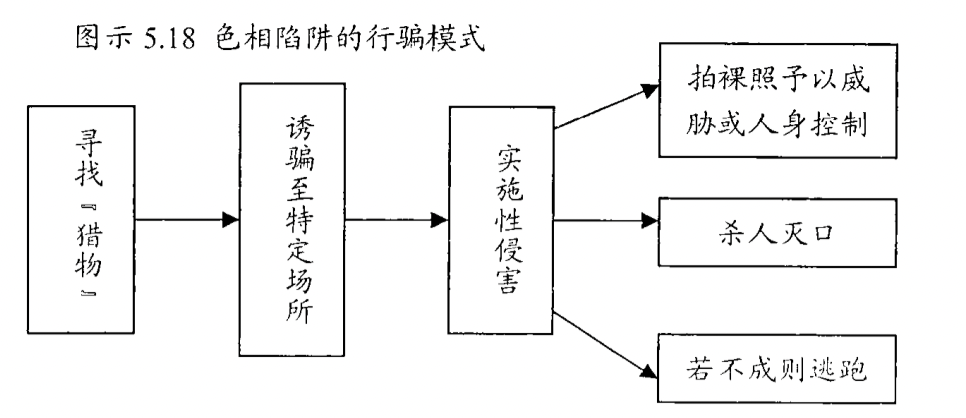 图示 5.18 色相陷阱的行骗模式
寻找『猎物』
诱骗至特定场所
实施性侵害
拍裸照予以威
胁或人身控制
杀人灭口
若不成则逃跑